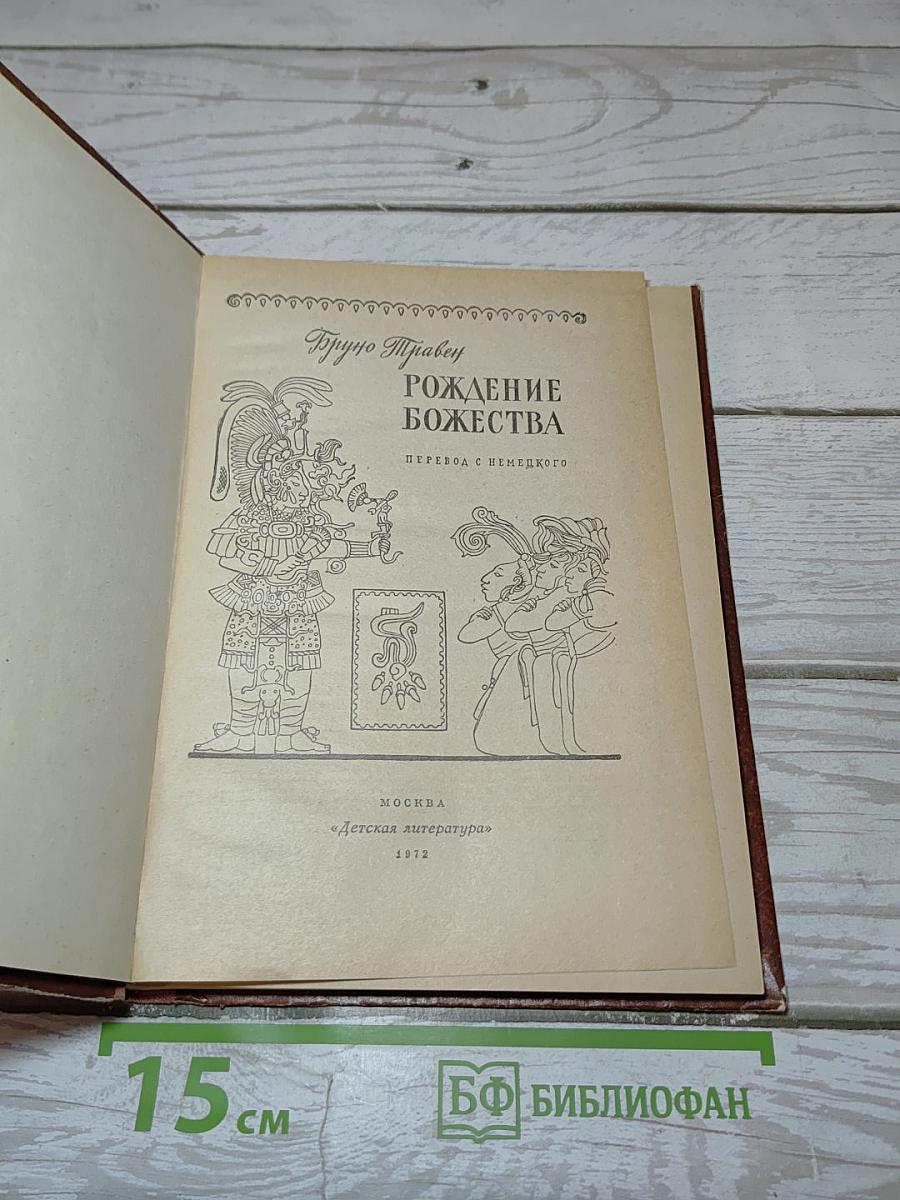 Бруно Травен
РОЖДЕНИЕ
БОЖЕСТВА
ПЕРЕВОД С НЕМЕЦКОГО
МОСКВА
«Детская литература»
1972
15 см
БФ БИБЛИОФАН